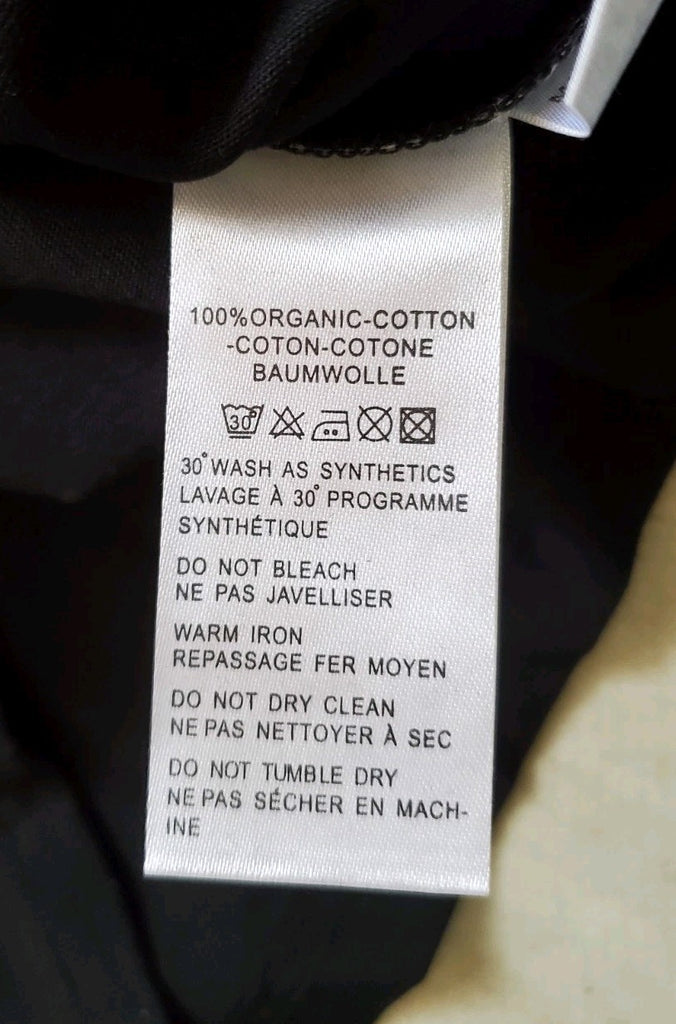 100%ORGANIC-COTTON
-COTON-COTONE
BAUMWOLLE
30°
30°WASH AS SYNTHETICS
LAVAGE À 30° PROGRAMME
SYNTHÉTIQUE
DO NOT BLEACH
NE PAS JAVELLISER
WARM IRON
REPASSAGE FER MOYEN
DO NOT DRY CLEAN
NE PAS NETTOYER À SEC
DO NOT TUMBLE DRY
NE PAS SÉCHER EN MACH-
INE